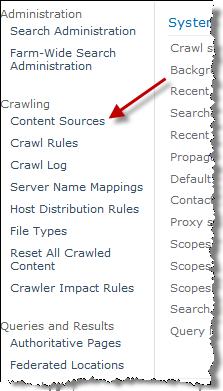 Administration
Search Administration
Farm-Wide Search
Administration
Crawling
Content Sources
Crawl Rules
Crawl Log
Server Name Mappings
Host Distribution Rules
File Types
Reset All Crawled
Content
Crawler Impact Rules
Queries and Results
Authoritative Pages
Federated Locations
System
Crawl s
Backgr
Recent
Searc
Recent
Propag
Default
Contac
Proxy s
Scopes
Scopes
Scopes
Search
Query